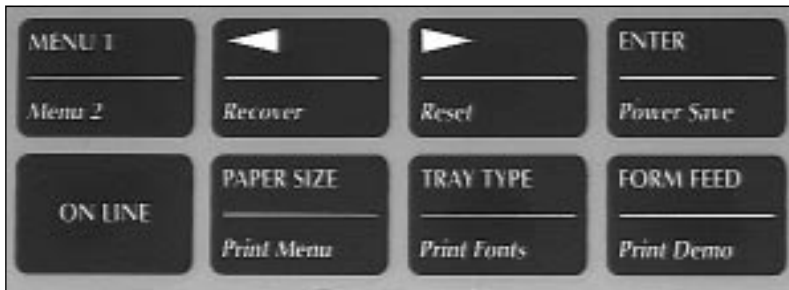 MENU 1
Menu 2
Recover
Reset
ENTER
Power Save
ON LINE
PAPER SIZE
Print Menu
TRAY TYPE
Print Fonts
FORM FEED
Print Demo